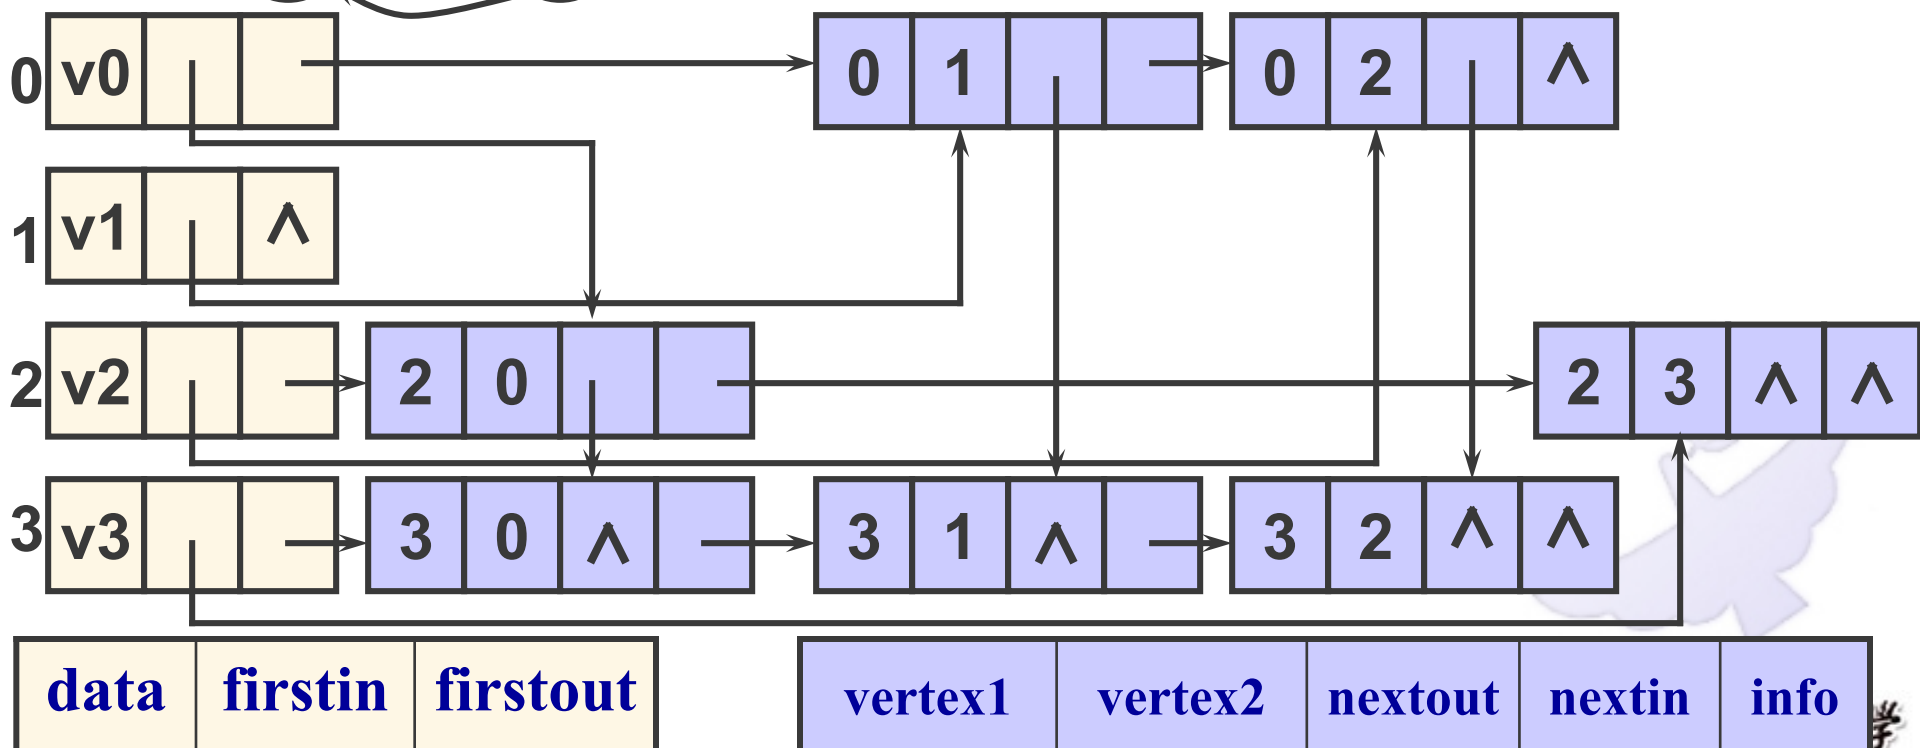 0 v0 0 1 0 2 ∧
1 v1 ∧
2 v2 2 0 2 3 ∧ ∧
3 v3 3 0 ∧ 3 1 ∧ 3 2 ∧ ∧
data firstin firstout vertex1 vertex2 nextout nextin info